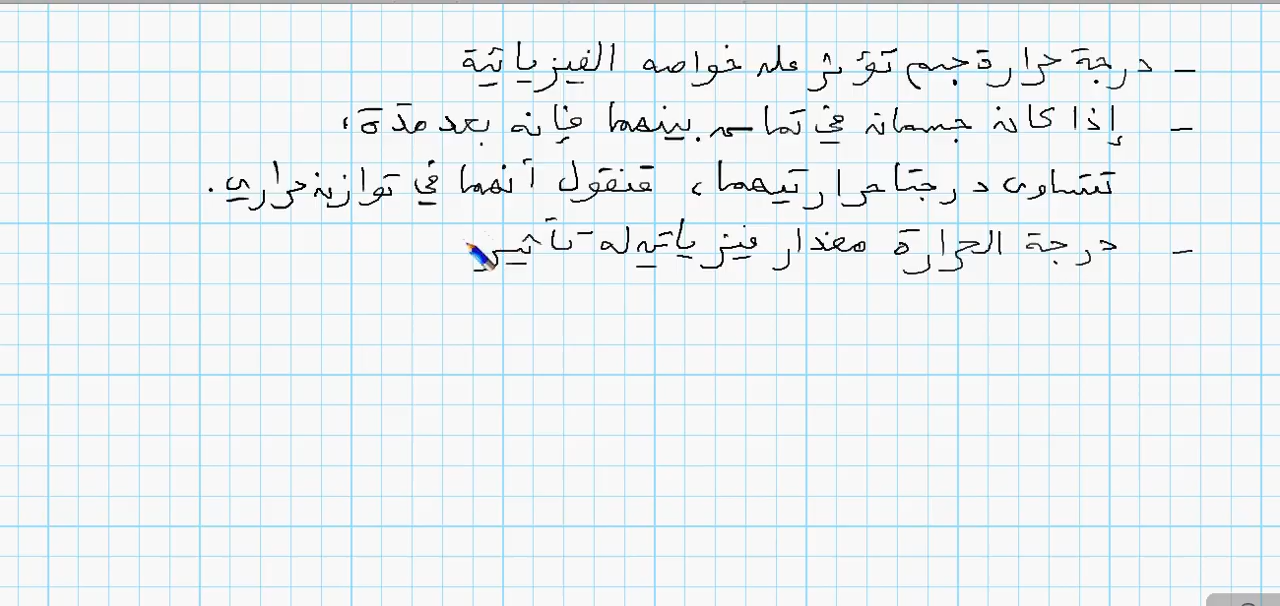 - درجة حرارة جسم تؤثر على خواصه الفيزيائية
- إذا كان جسمان في تماس بينهما فإنه بعد مدة،
تتساوى درجتا حرارتيهما، فنقول أنهما في توازن حراري.
- درجة الحرارة مقدار فيزيائي له تأثير